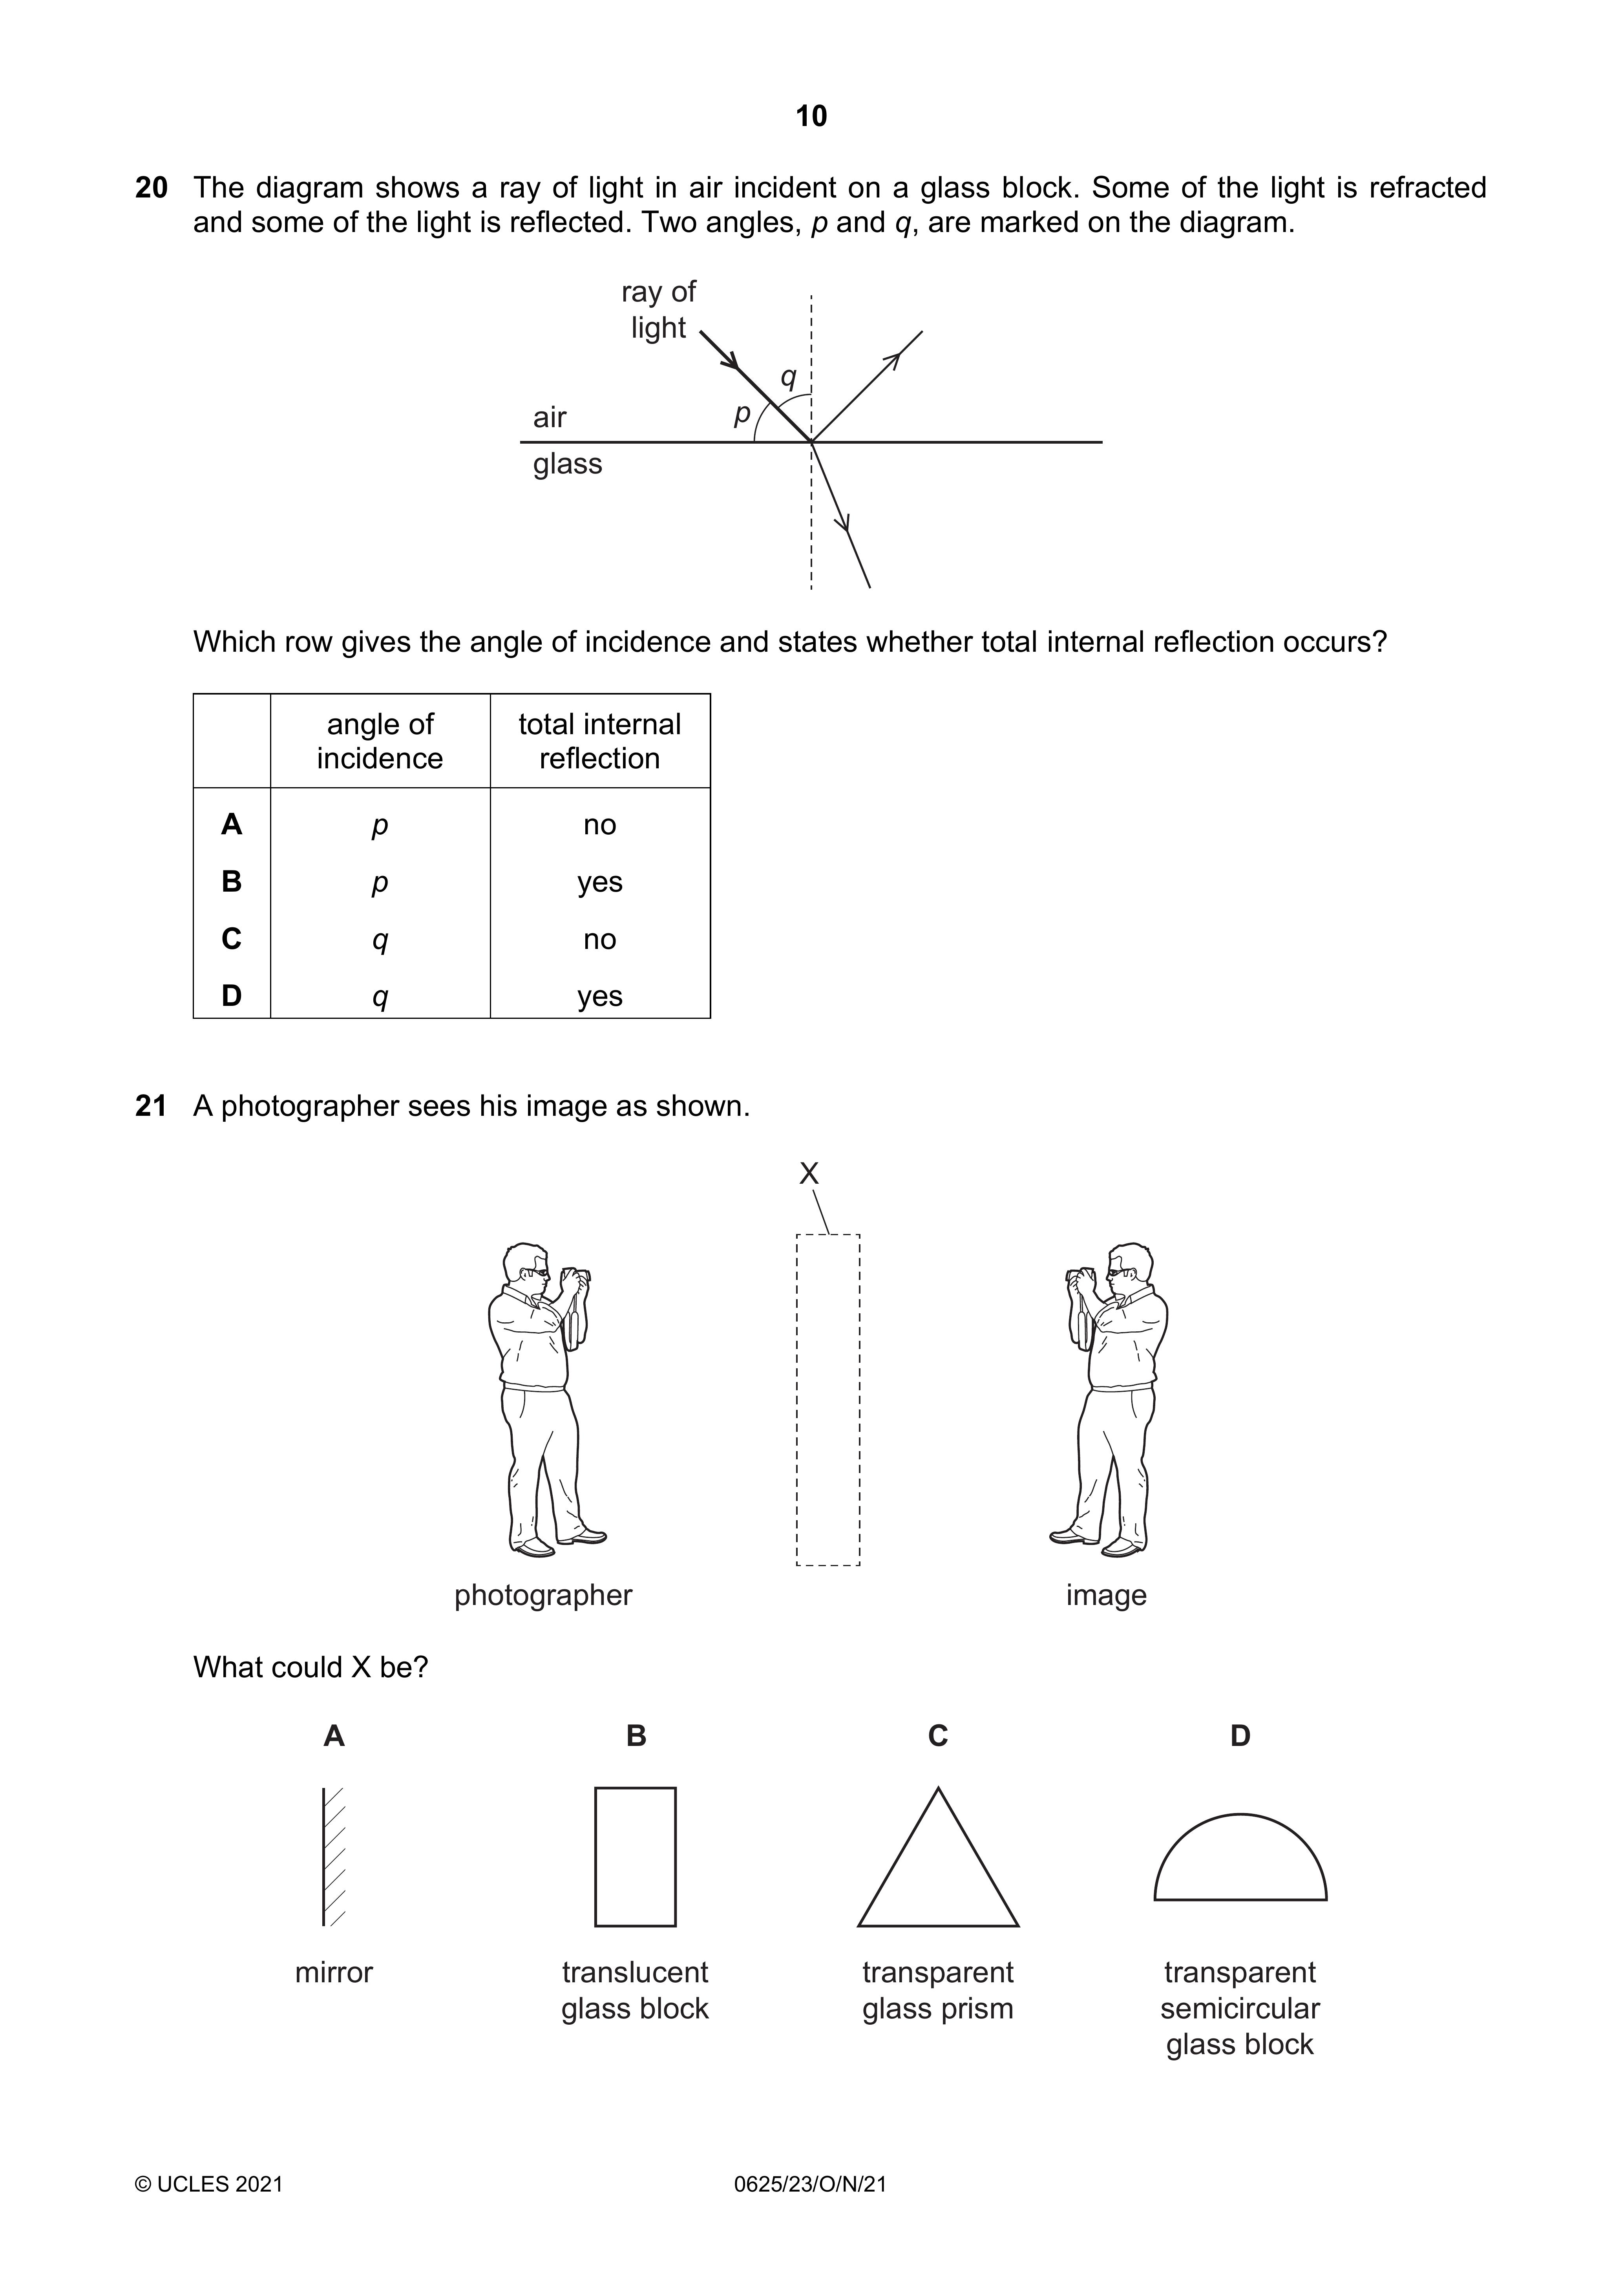 10
20 The diagram shows a ray of light in air incident on a glass block. Some of the light is refracted
and some of the light is reflected. Two angles, p and q, are marked on the diagram.
ray of
light
q
p
air
glass
Which row gives the angle of incidence and states whether total internal reflection occurs?
angle of incidence total internal reflection
A p no
B p yes
C q no
D q yes
21 A photographer sees his image as shown.
X
photographer image
What could X be?
A B C D
mirror translucent glass block transparent glass prism transparent semicircular glass block
© UCLES 2021 0625/23/O/N/21